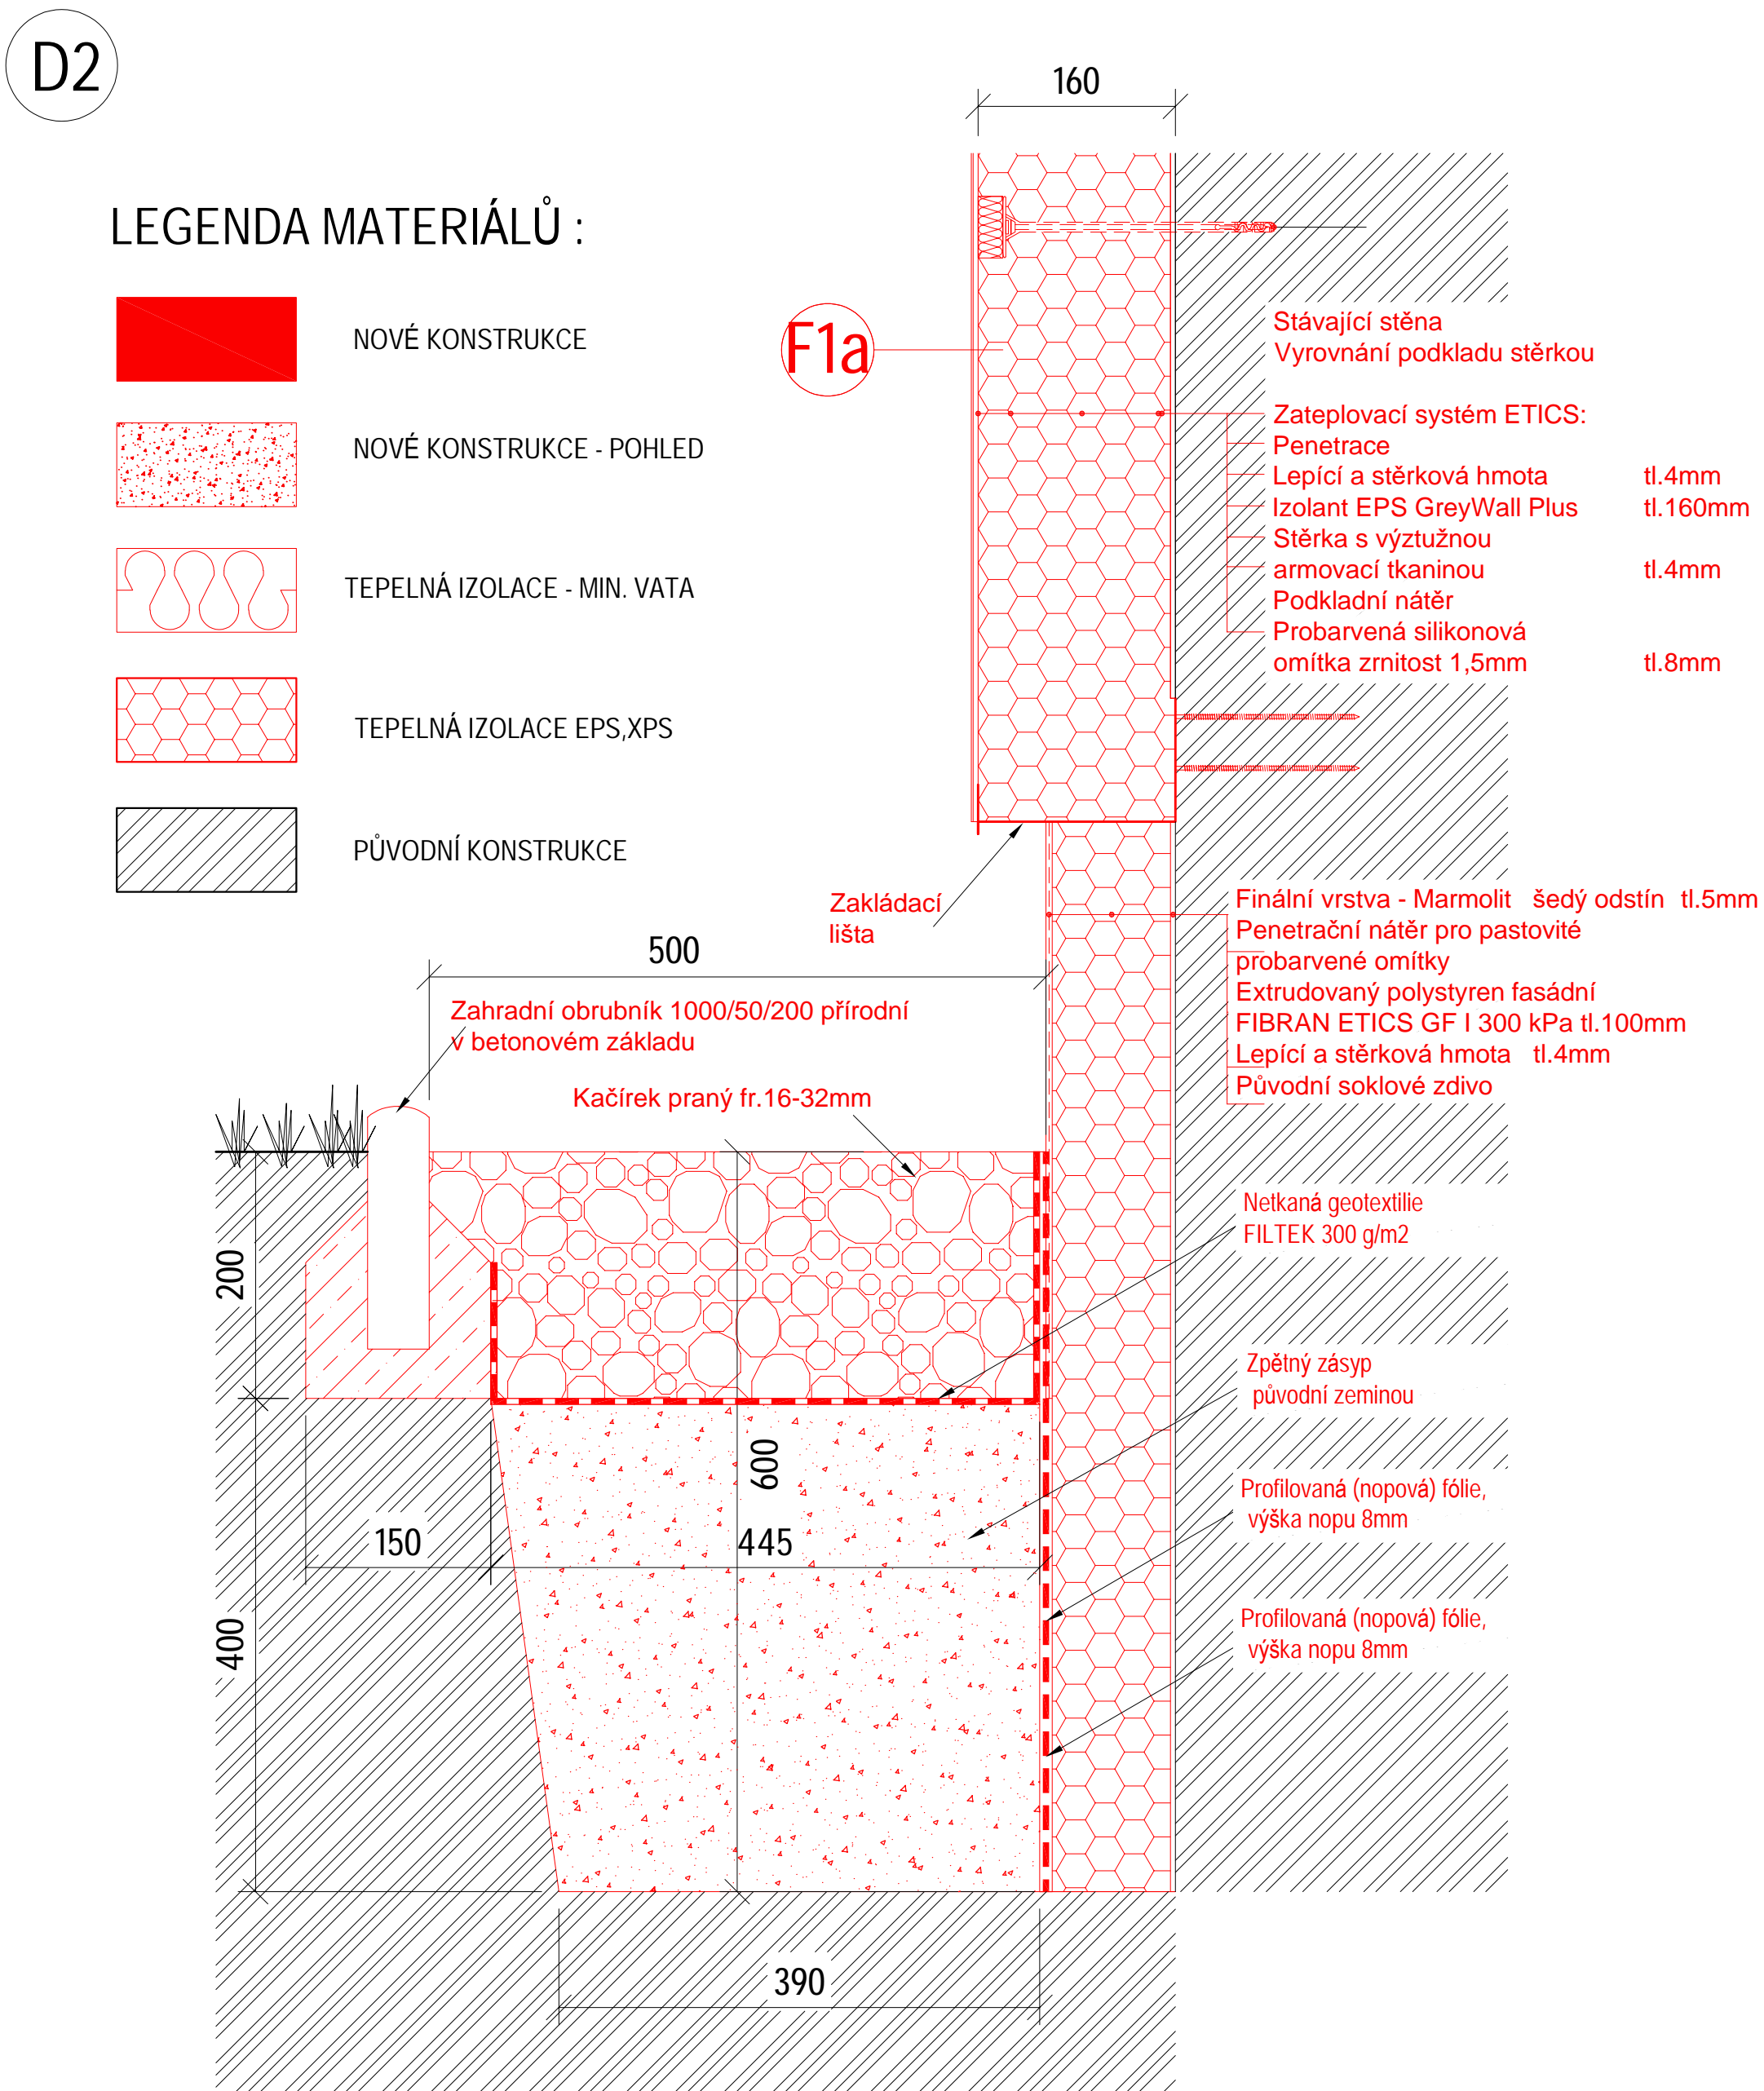 D2
160
LEGENDA MATERIÁLŮ :
NOVÉ KONSTRUKCE
NOVÉ KONSTRUKCE - POHLED
TEPELNÁ IZOLACE - MIN. VATA
TEPELNÁ IZOLACE EPS,XPS
PŮVODNÍ KONSTRUKCE
F1a
Stávající stěna
Vyrovnání podkladu stěrkou
Zateplovací systém ETICS:
Penetrace
Lepící a stěrková hmota tl.4mm
Izolant EPS GreyWall Plus tl.160mm
Stěrka s výztužnou
armovací tkaninou tl.4mm
Podkladní nátěr
Probarvená silikonová
omítka zrnitost 1,5mm tl.8mm
Zakládací
lišta
Finální vrstva - Marmolit šedý odstín tl.5mm
Penetrační nátěr pro pastovité
probarvené omítky
Extrudovaný polystyren fasádní
FIBRAN ETICS GF I 300 kPa tl.100mm
Lepící a stěrková hmota tl.4mm
Původní soklové zdivo
500
Zahradní obrubník 1000/50/200 přírodní
v betonovém základu
Kačírek praný fr.16-32mm
Netkaná geotextilie
FILTEK 300 g/m2
200
Zpětný zásyp
původní zeminou
600
Profilovaná (nopová) fólie,
výška nopu 8mm
150
445
400
Profilovaná (nopová) fólie,
výška nopu 8mm
390